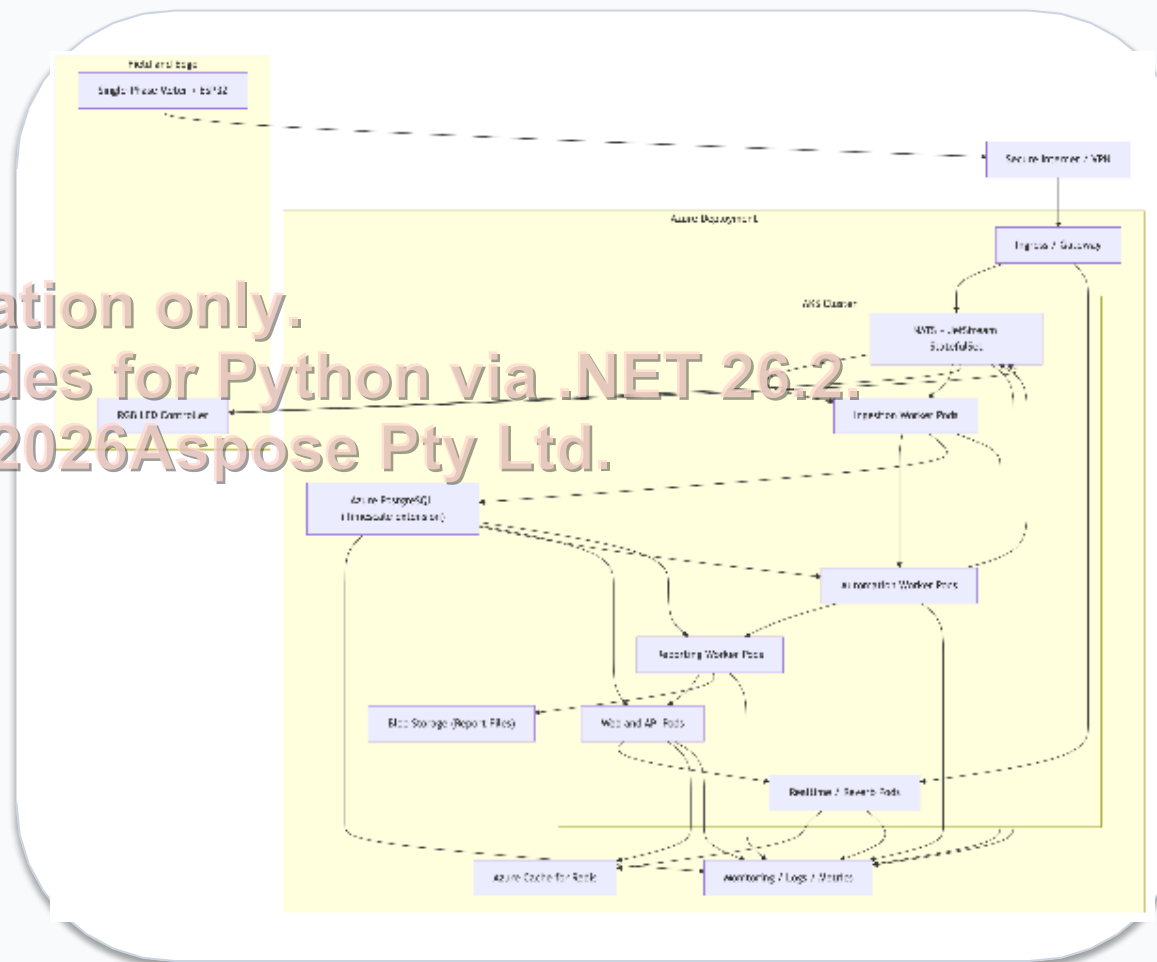 Field and Edge
Single Phase Meter + ESP32
Secure Internet / VPN
Azure Deployment
Ingress / Gateway
AKS Cluster
ation only.
NATS - JetStream
StatefulSet
des for Python via .NET 26.2.
RGB LED Controller
Ingestion Worker Pods
2026Aspose Pty Ltd.
Azure PostgreSQL
(Timescale extension)
Automation Worker Pods
Reporting Worker Pods
Blob Storage (Report Files)
Web and API Pods
Realtime / Reverb Pods
Azure Cache for Redis
Monitoring / Logs / Metrics